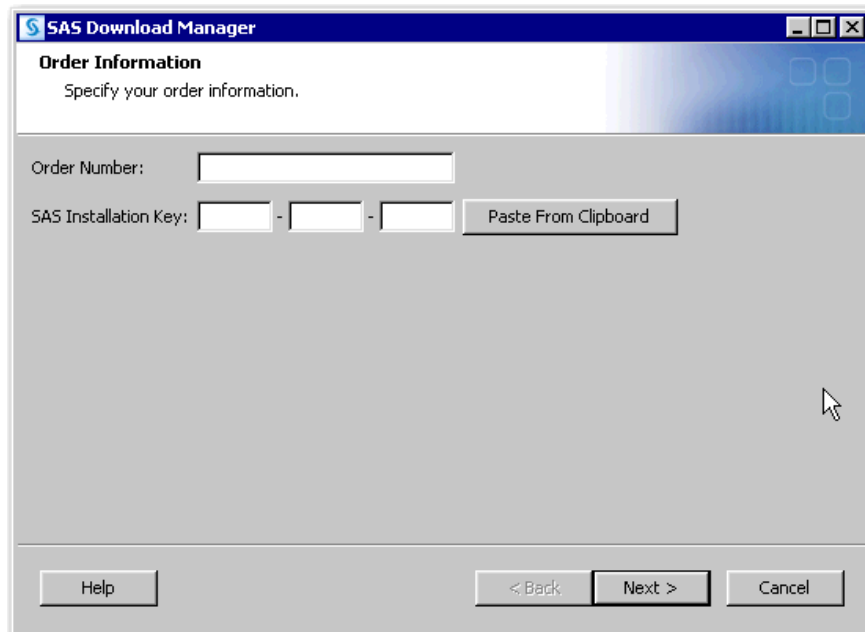 SAS Download Manager
Order Information
Specify your order information.
Order Number:
SAS Installation Key: - - Paste From Clipboard
Help < Back Next > Cancel